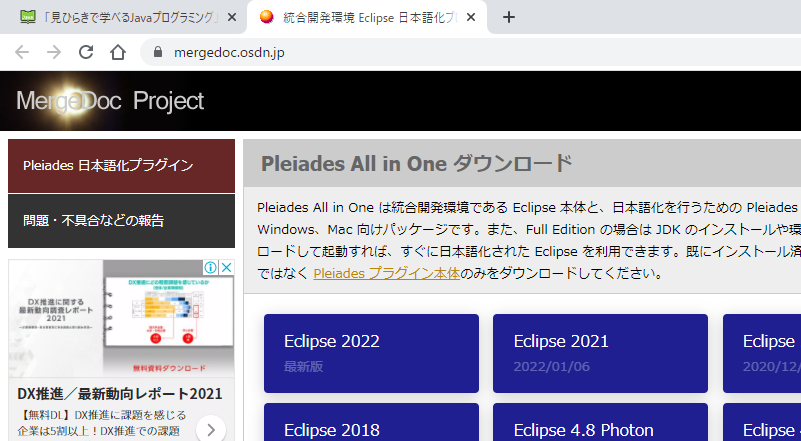 「見ひらきで学べるJavaプログラミング」
統合開発環境 Eclipse 日本語化プ
mergedoc.osdn.jp
MergeDoc Project
Pleiades 日本語化プラグイン
問題・不具合などの報告
Pleiades All in One ダウンロード
Pleiades All in One は統合開発環境である Eclipse 本体と、日本語化を行うための Pleiades
Windows、Mac 向けパッケージです。また、Full Edition の場合は JDK のインストールや環
ロードして起動すれば、すぐに日本語化された Eclipse を利用できます。既にインストール済
ではなく Pleiades プラグイン本体のみをダウンロードしてください。
DX推進に関する
最新動向調査レポート
2021
無料資料ダウンロード
DX推進／最新動向レポート2021
【無料DL】DX推進に課題を感じる
企業は5割以上！DX推進での課題
Eclipse 2022
最新版
Eclipse 2021
2022/01/06
Eclipse
2020/12/
Eclipse 2018
Eclipse 4.8 Photon
Eclipse